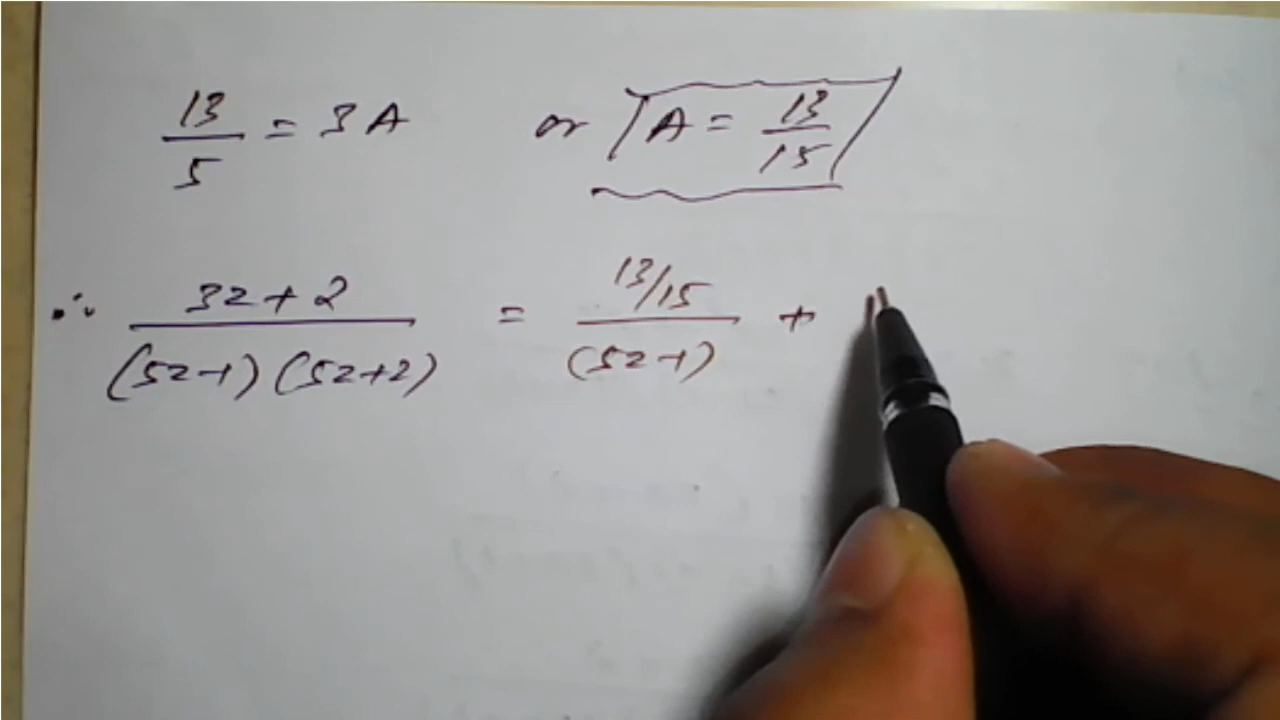 13/5 = 3A or A = 13/15
∴ 3z+2/(5z-1)(5z+2) = 13/15/(5z-1) +